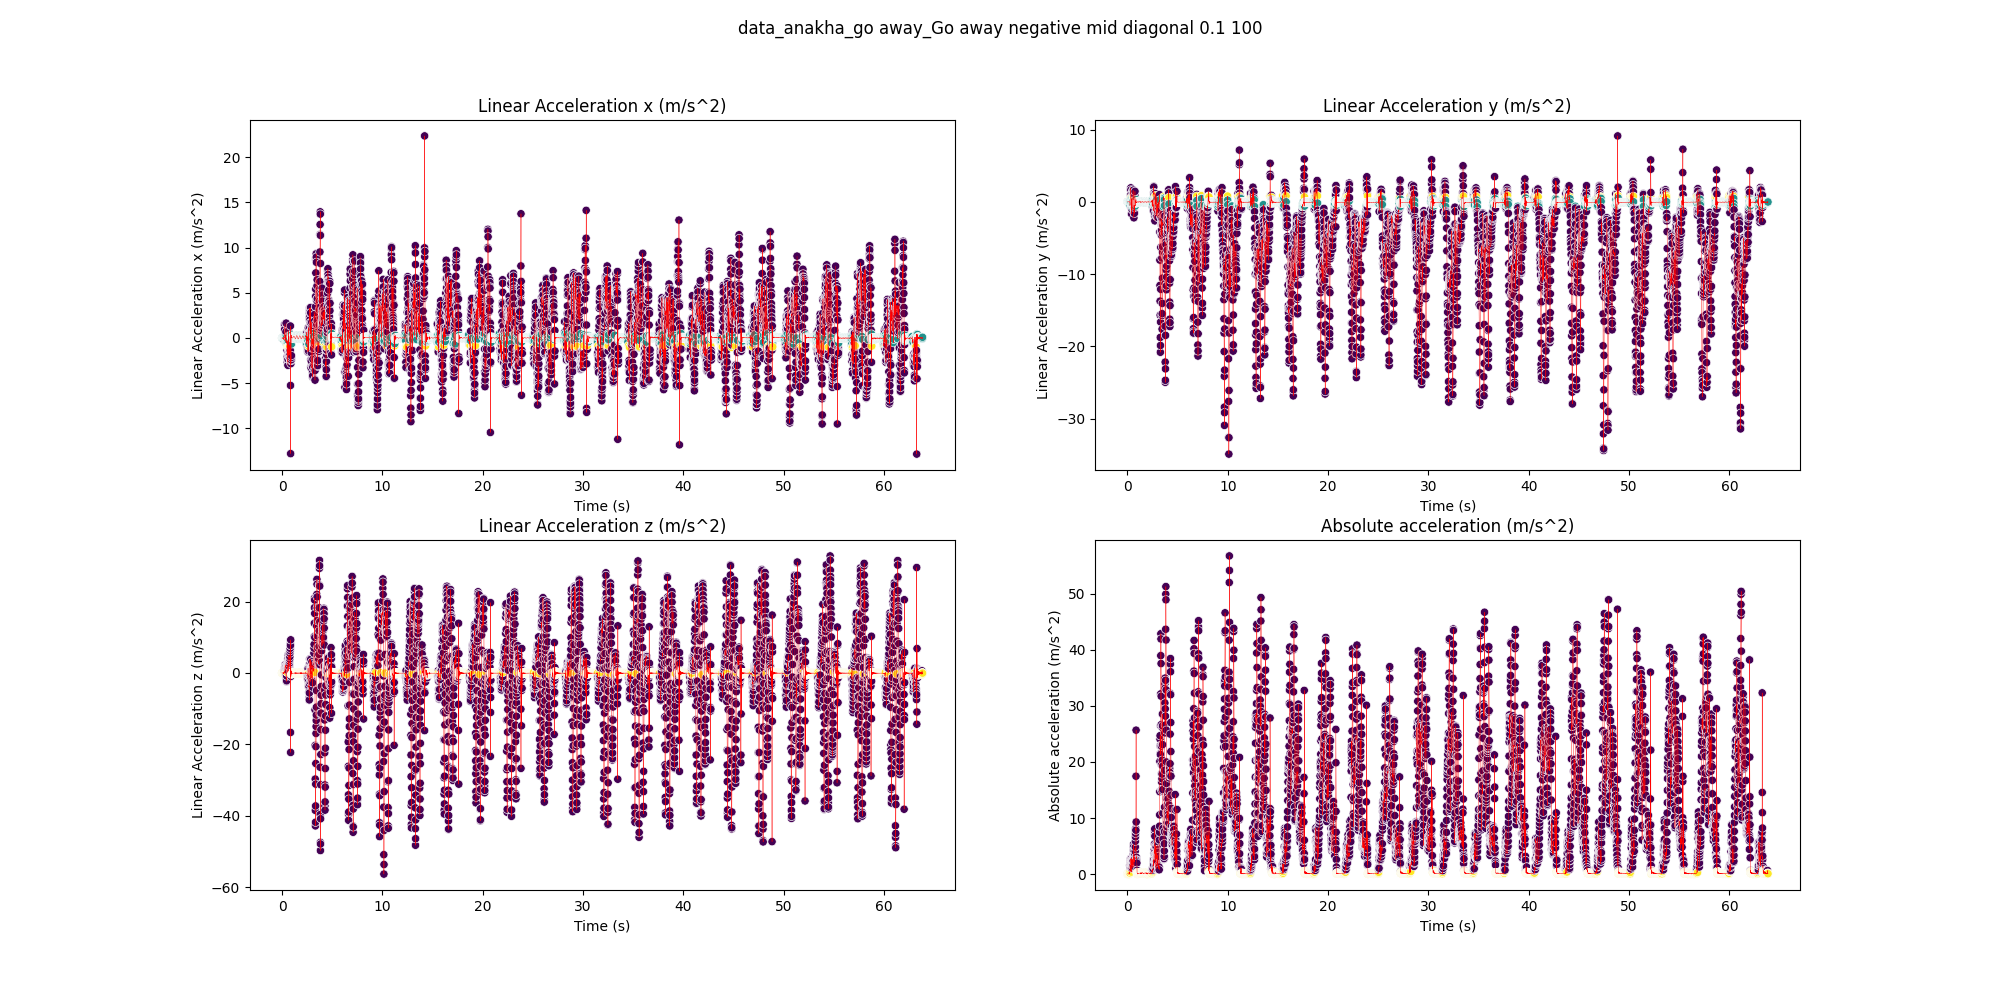 data_anakha_go away_Go away negative mid diagonal 0.1 100
Linear Acceleration x (m/s^2)
Linear Acceleration x (m/s^2)
20
15
10
5
0
−5
−10
0 10 20 30 40 50 60
Time (s)
Linear Acceleration y (m/s^2)
Linear Acceleration y (m/s^2)
10
0
−10
−20
−30
0 10 20 30 40 50 60
Time (s)
Linear Acceleration z (m/s^2)
Linear Acceleration z (m/s^2)
20
0
−20
−40
−60
0 10 20 30 40 50 60
Time (s)
Absolute acceleration (m/s^2)
Absolute acceleration (m/s^2)
50
40
30
20
10
0
0 10 20 30 40 50 60
Time (s)